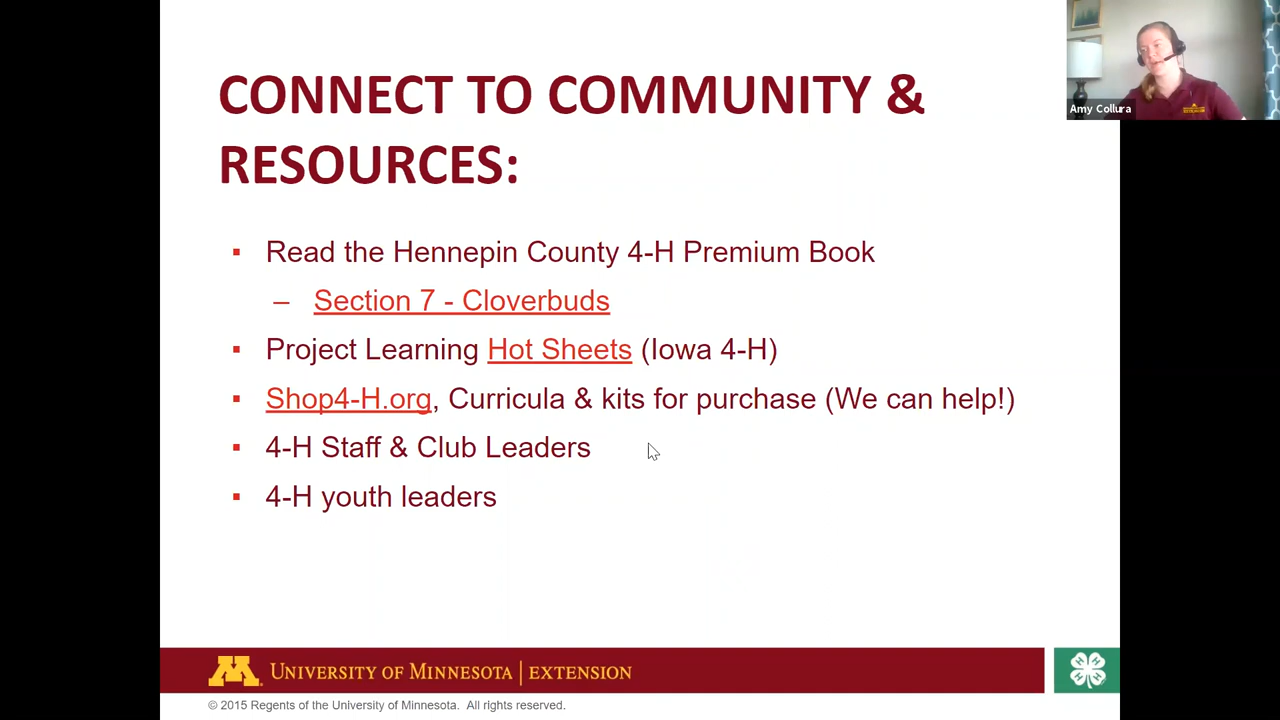 CONNECT TO COMMUNITY &
RESOURCES:
Amy Collura
▪ Read the Hennepin County 4-H Premium Book
– Section 7 - Cloverbuds
▪ Project Learning Hot Sheets (Iowa 4-H)
▪ Shop4-H.org, Curricula & kits for purchase (We can help!)
▪ 4-H Staff & Club Leaders
▪ 4-H youth leaders
M UNIVERSITY OF MINNESOTA | EXTENSION
H H H H
© 2015 Regents of the University of Minnesota. All rights reserved.